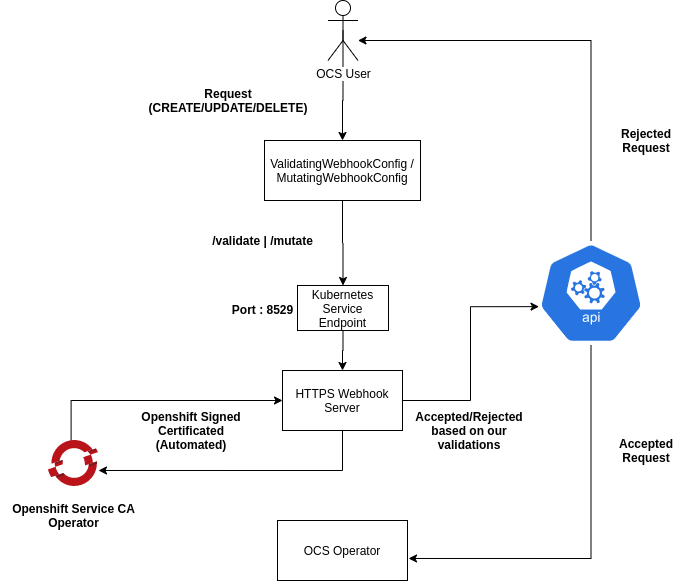 OCS User
Request
(CREATE/UPDATE/DELETE)
ValidatingWebhookConfig /
MutatingWebhookConfig
Rejected
Request
/validate | /mutate
Port : 8529
Kubernetes
Service
Endpoint
api
HTTPS Webhook
Server
Openshift Signed
Certificated
(Automated)
Accepted/Rejected
based on our
validations
Accepted
Request
Openshift Service CA
Operator
OCS Operator